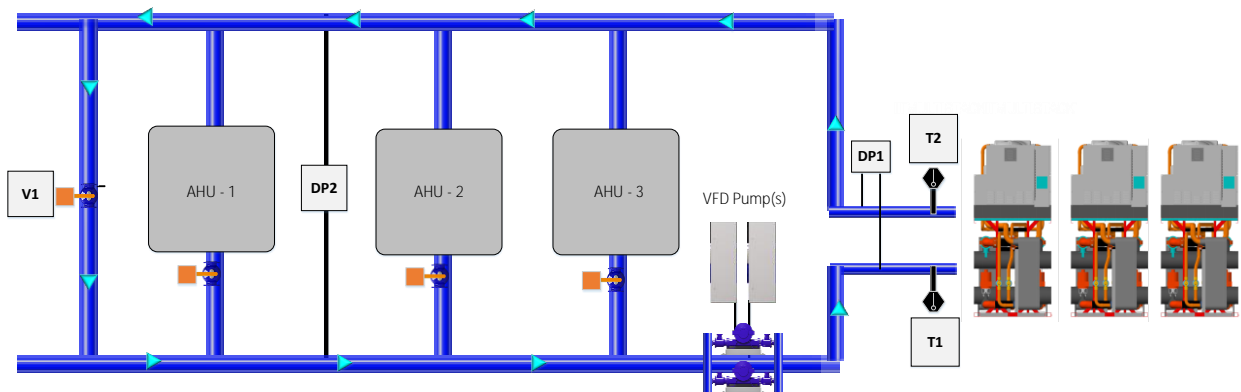 T2
DP1
V1
AHU - 1
DP2
AHU - 2
AHU - 3
VFD Pump(s)
T1